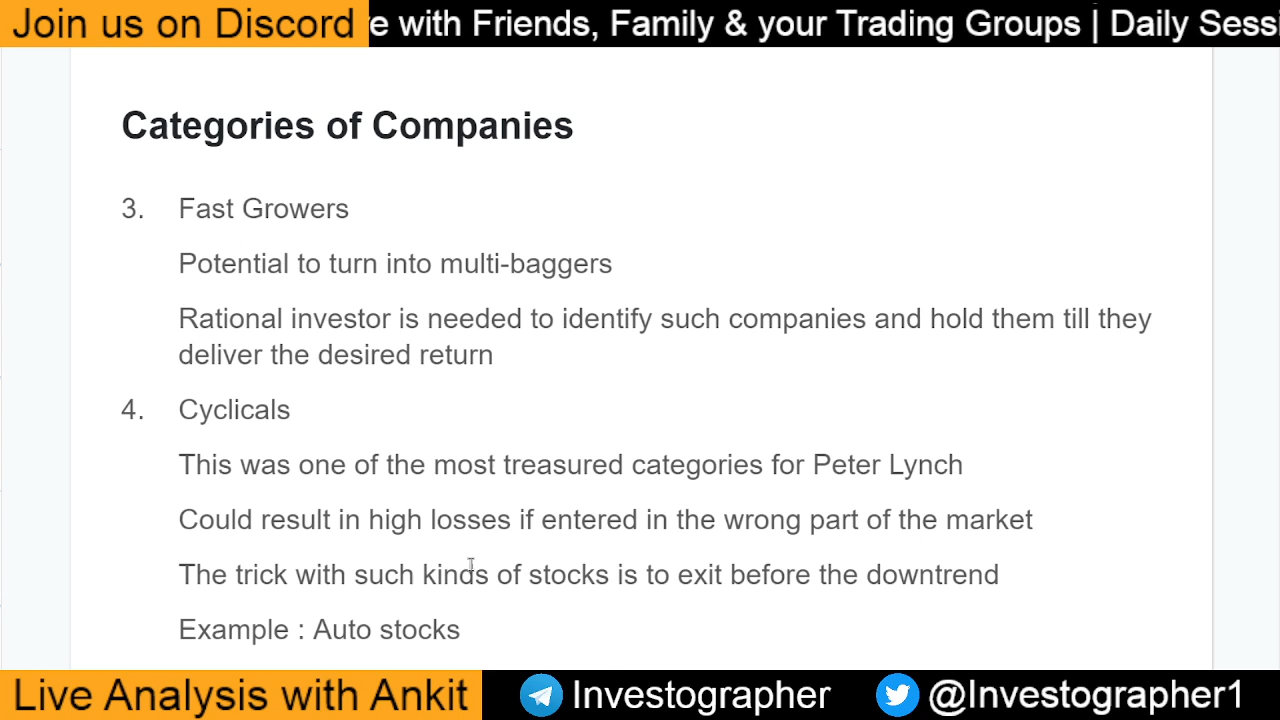 Join us on Discord
e with Friends, Family & your Trading Groups | Daily Sess
Categories of Companies
3. Fast Growers
Potential to turn into multi-baggers
Rational investor is needed to identify such companies and hold them till they
deliver the desired return
4. Cyclicals
This was one of the most treasured categories for Peter Lynch
Could result in high losses if entered in the wrong part of the market
The trick with such kinds of stocks is to exit before the downtrend
Example : Auto stocks
Live Analysis with Ankit
Investographer
@Investographer1